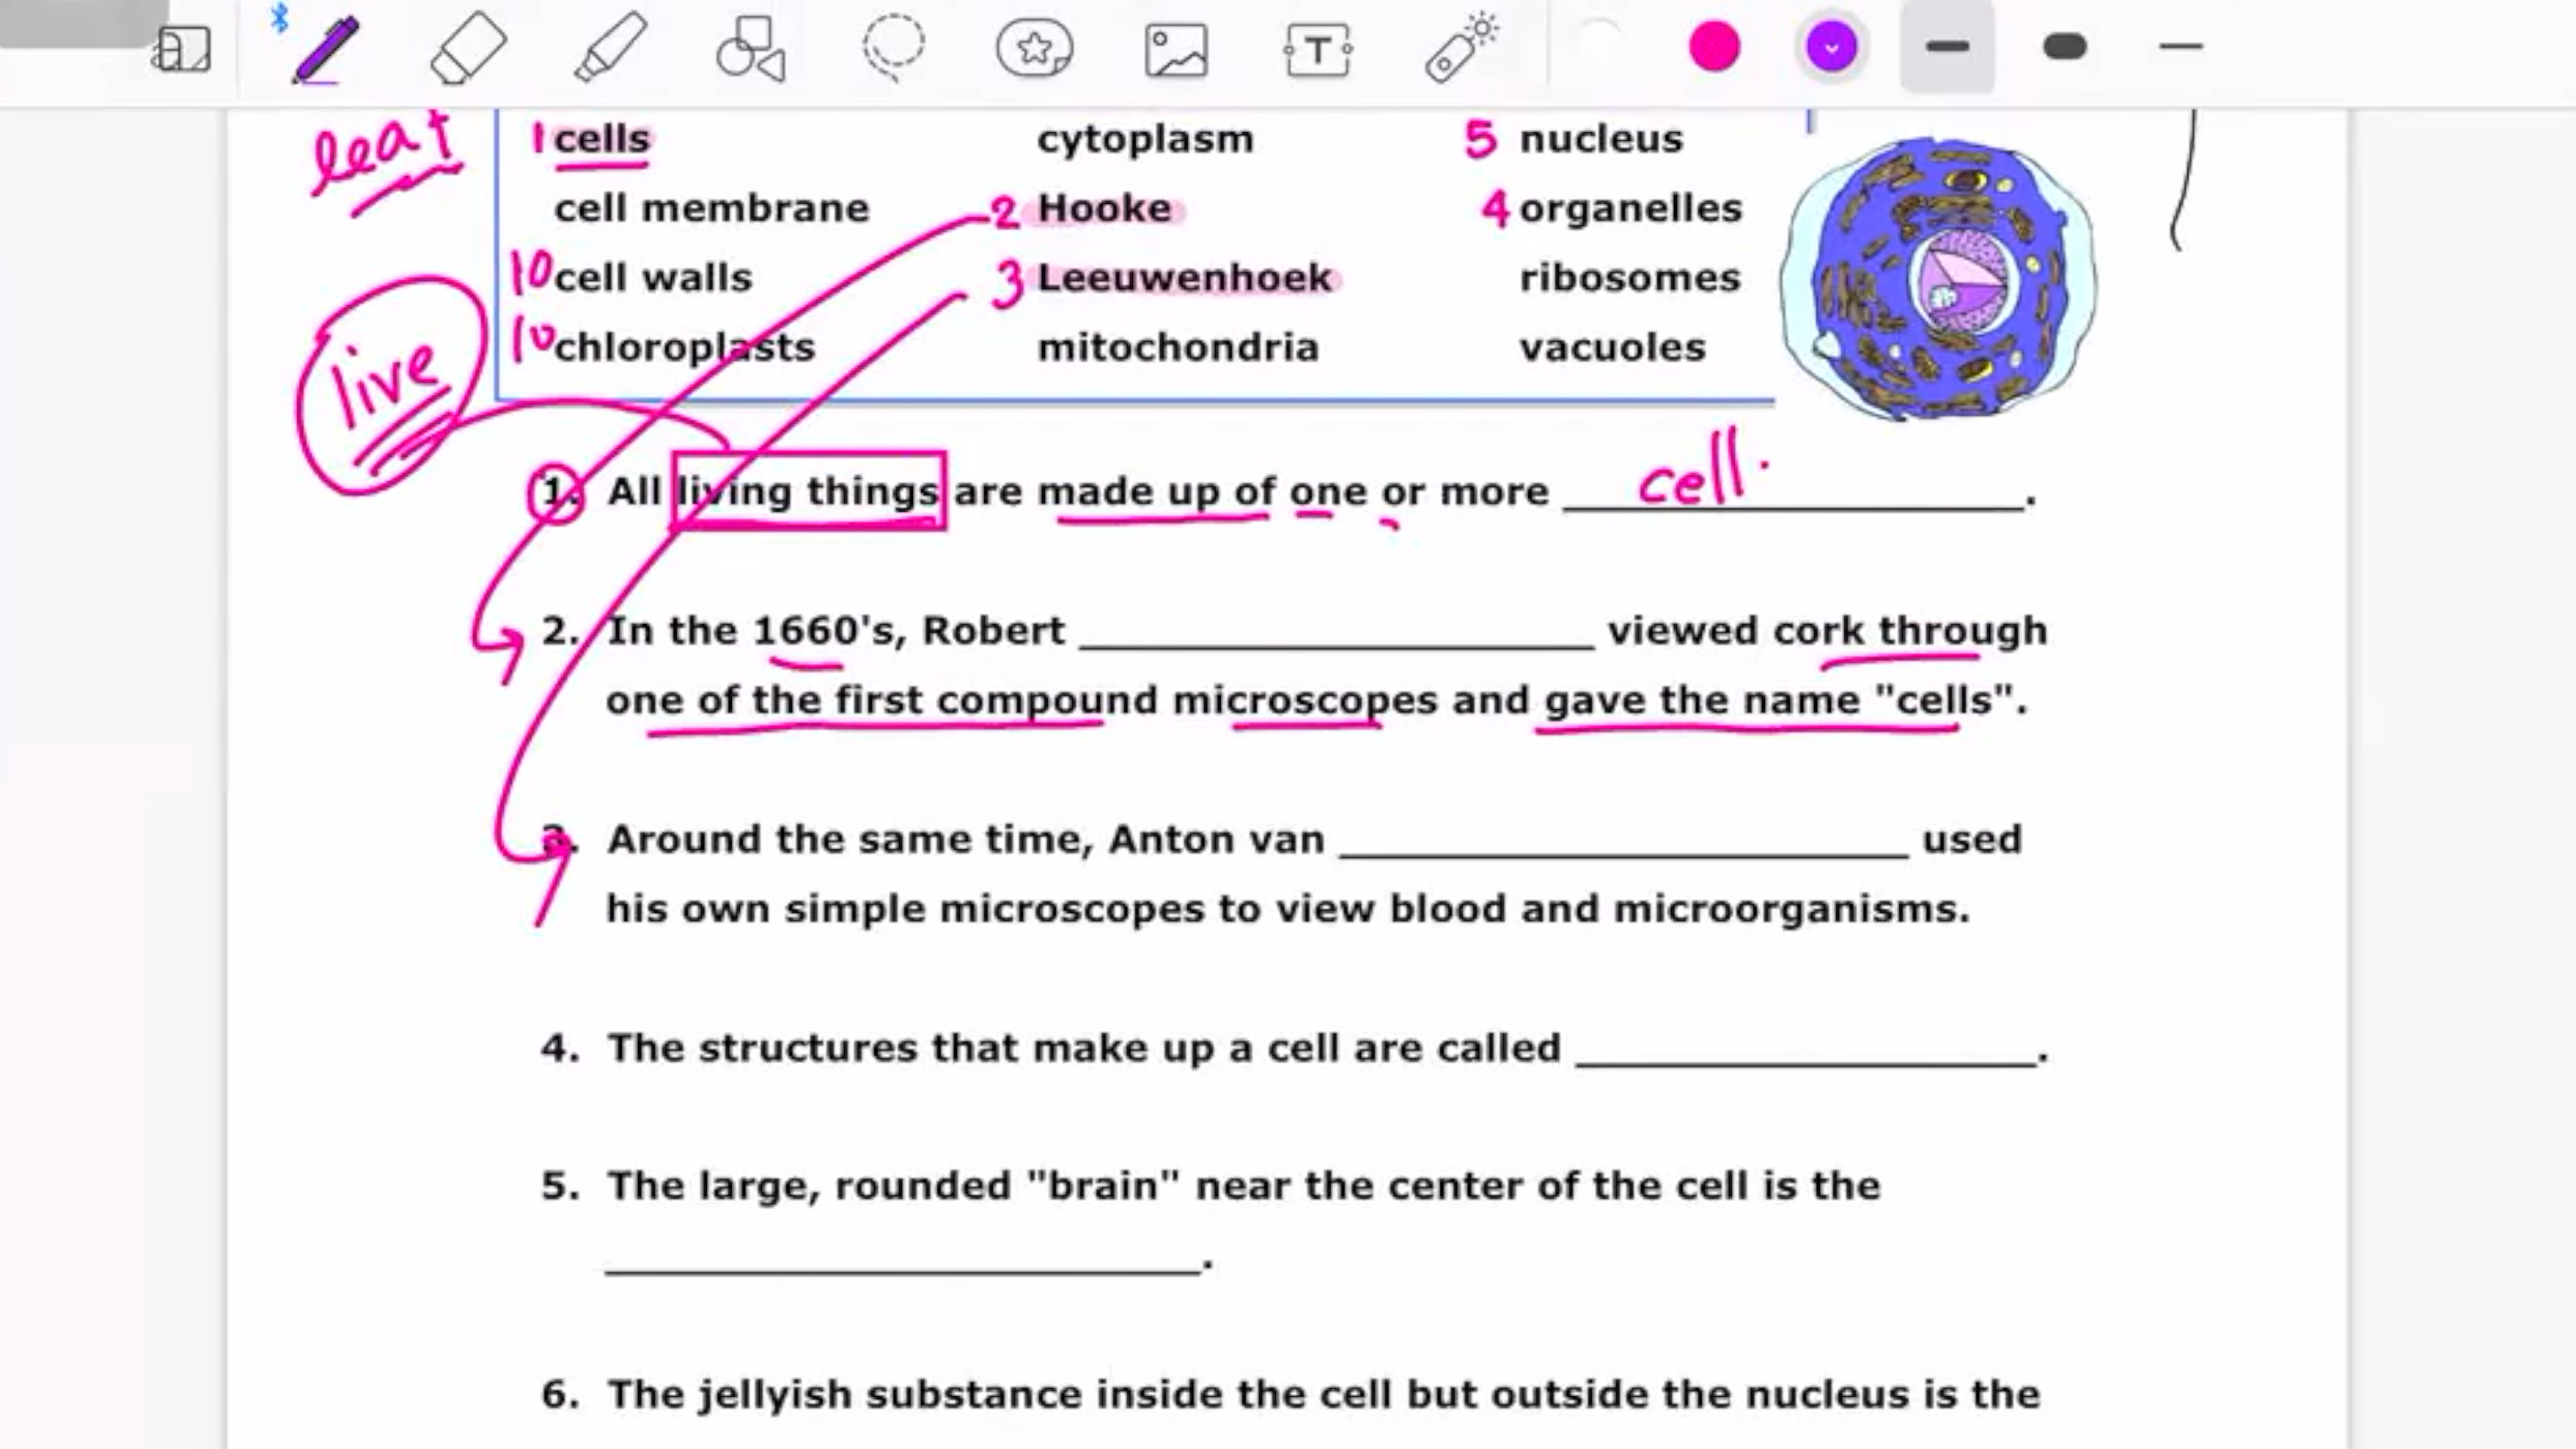 leaf
1 cells cytoplasm 5 nucleus
cell membrane 2 Hooke 4 organelles
10 cell walls 3 Leeuwenhoek ribosomes
10 chloroplasts mitochondria vacuoles
live
1. All living things are made up of one or more cell.
2. In the 1660's, Robert ____ viewed cork through
one of the first compound microscopes and gave the name "cells".
3. Around the same time, Anton van ____ used
his own simple microscopes to view blood and microorganisms.
4. The structures that make up a cell are called ____.
5. The large, rounded "brain" near the center of the cell is the
____.
6. The jellyish substance inside the cell but outside the nucleus is the